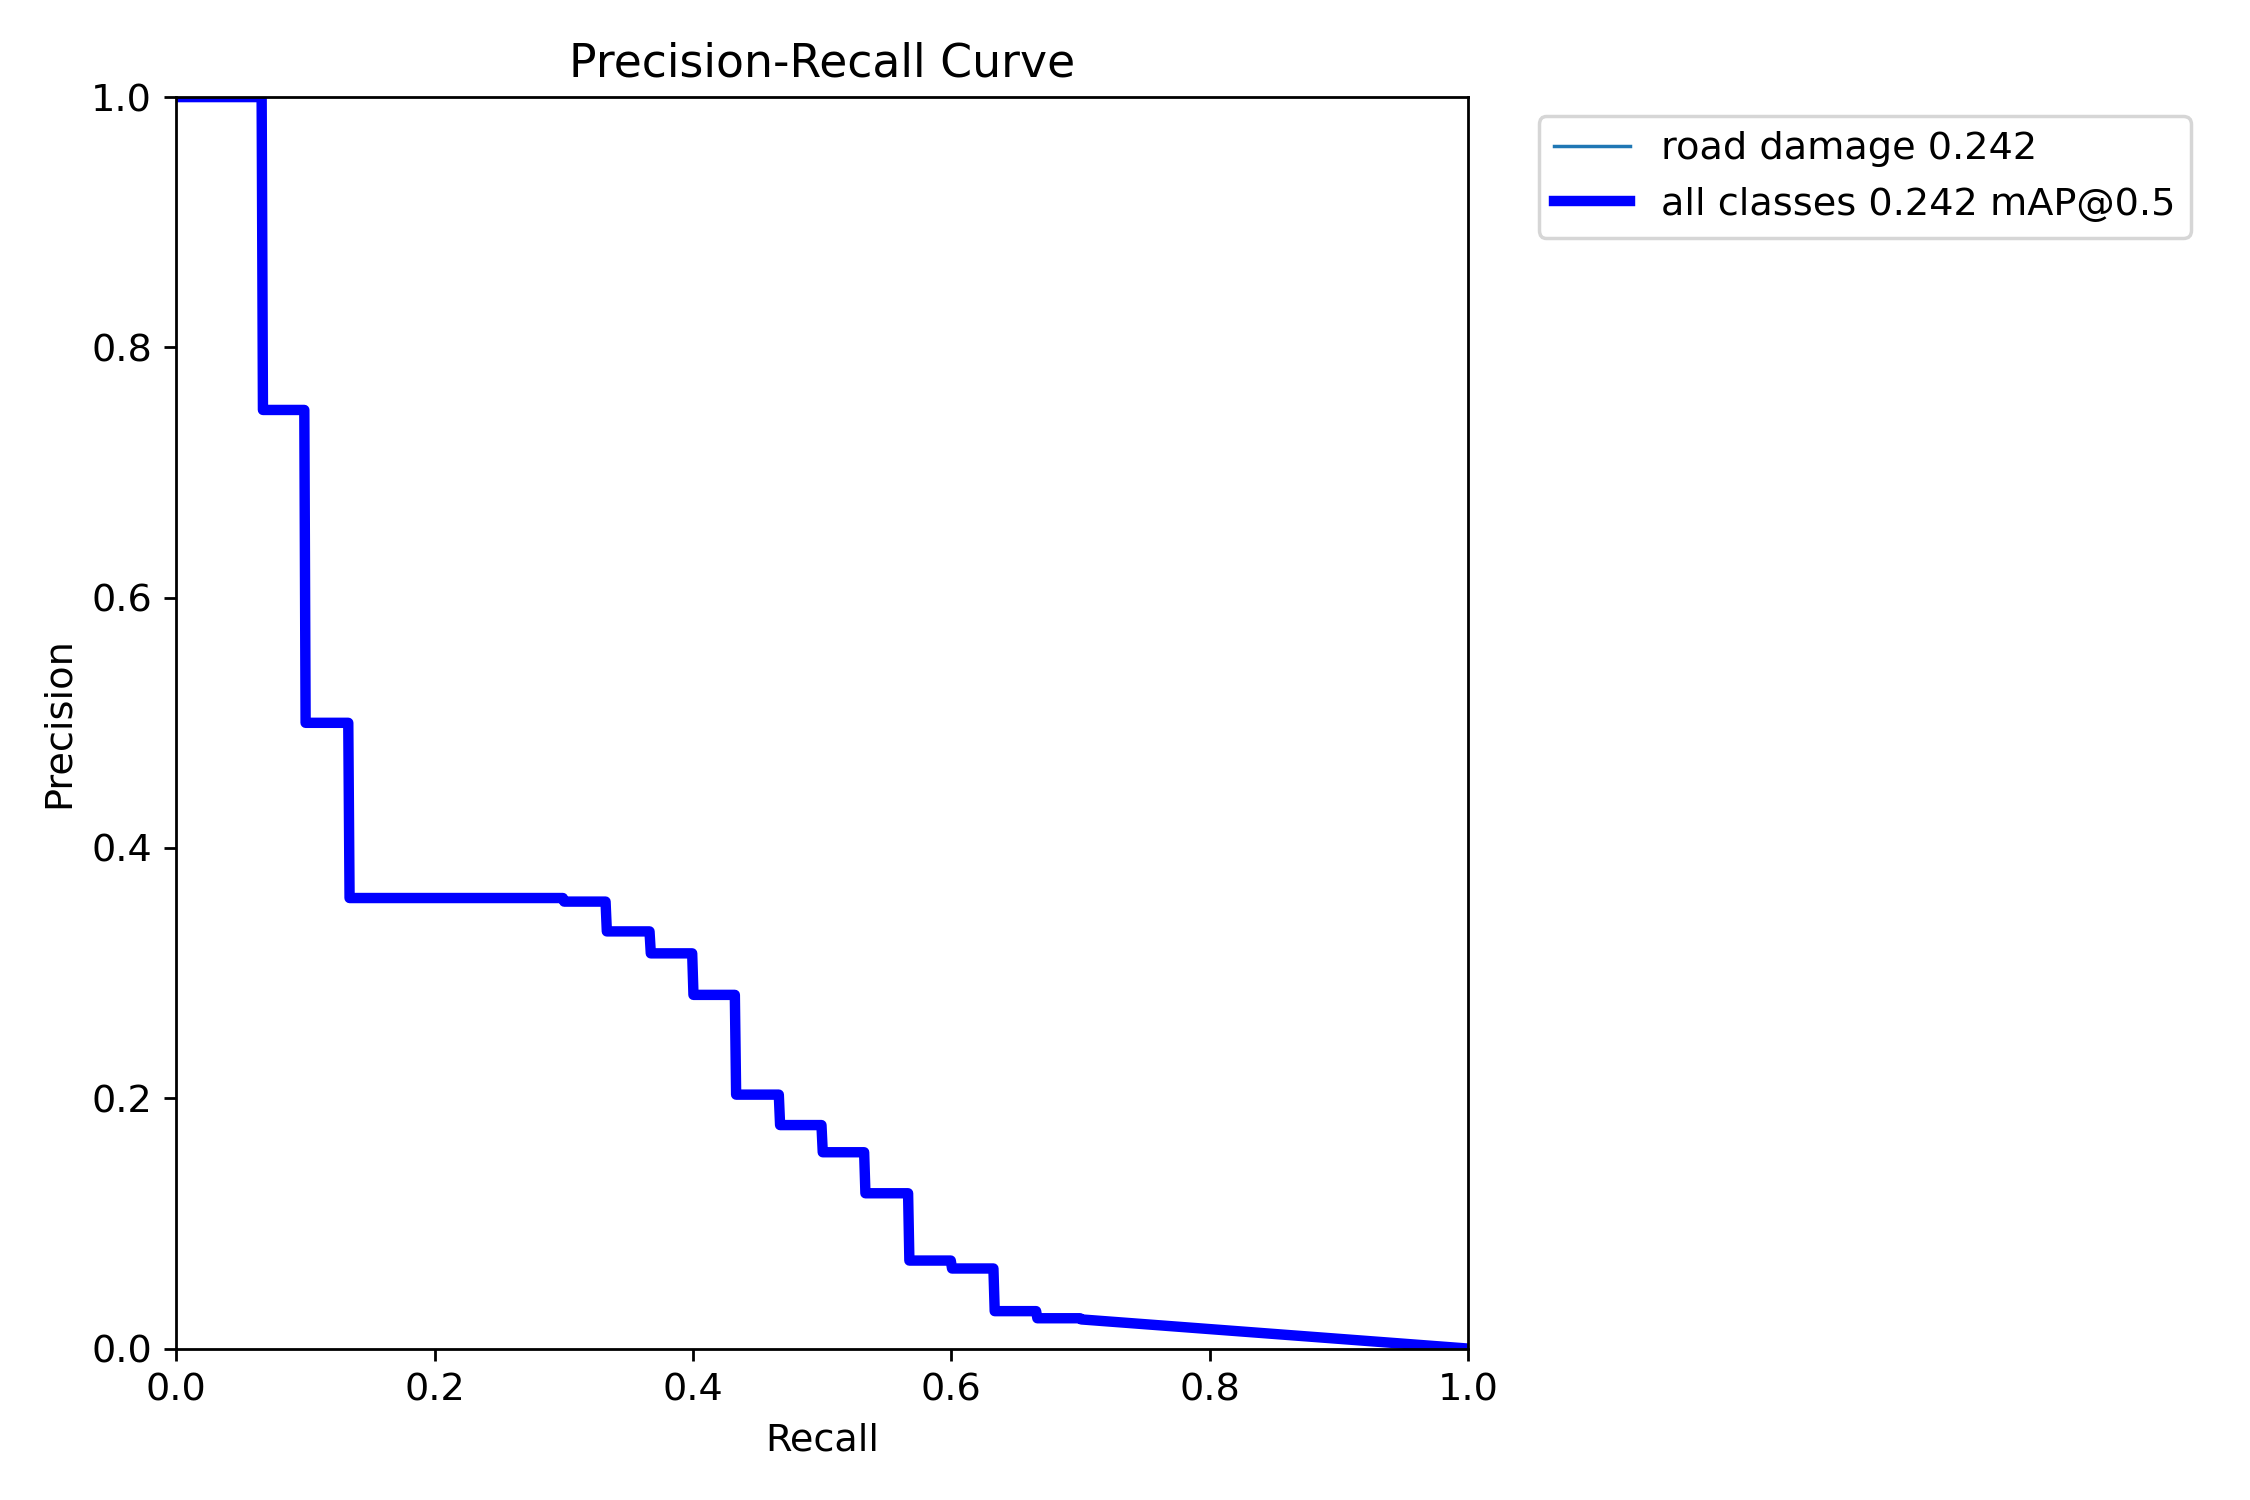 Precision-Recall Curve
1.0
0.8
0.6
0.4
0.2
0.0
Precision
0.0 0.2 0.4 0.6 0.8 1.0
Recall
road damage 0.242
all classes 0.242 mAP@0.5